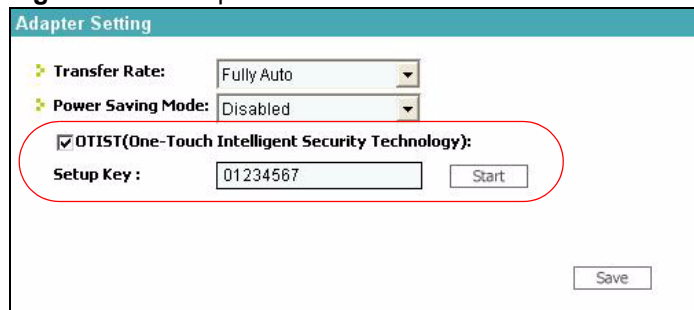 Adapter Setting
Transfer Rate: Fully Auto
Power Saving Mode: Disabled
OTIST(One-Touch Intelligent Security Technology):
Setup Key : 01234567 Start
Save